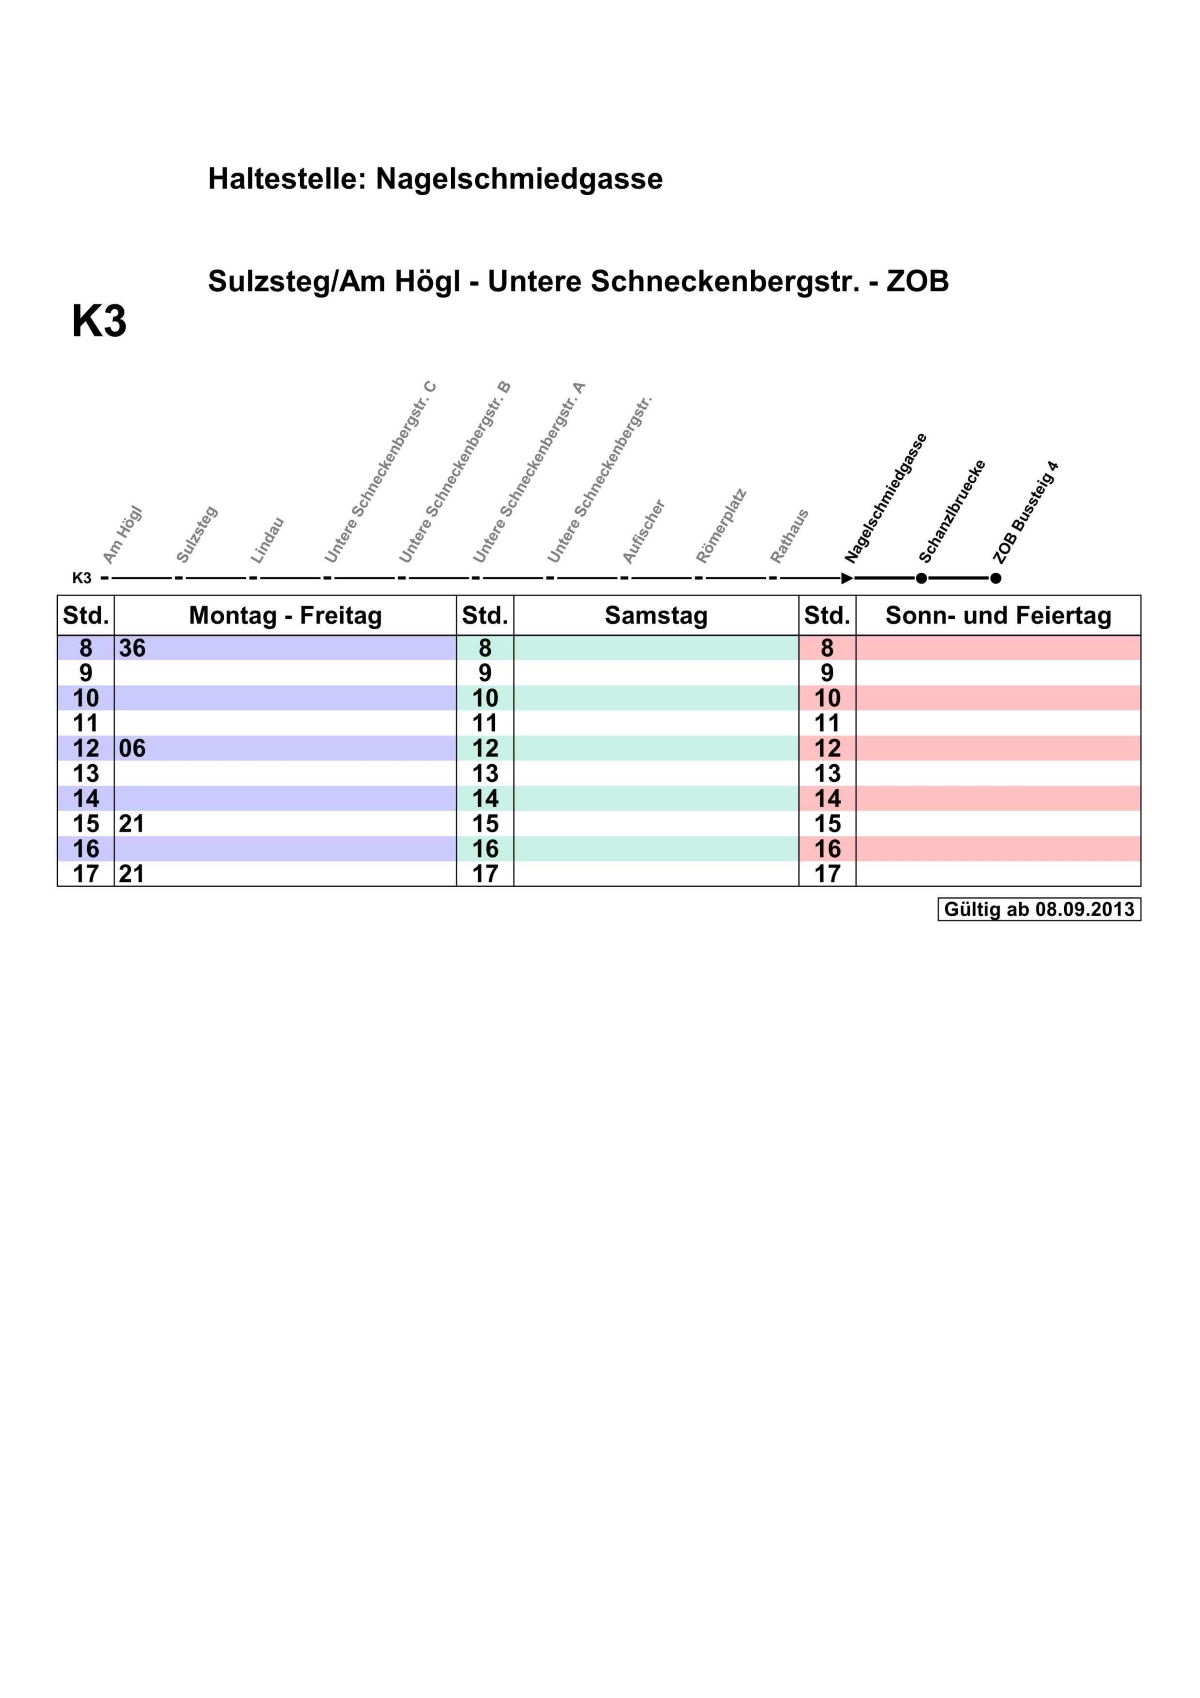 Haltestelle: Nagelschmiedgasse
Sulzsteg/Am Högl - Untere Schneckenbergstr. - ZOB
K3
Am Högl
Sulzsteg
Lindau
Untere Schneckenbergstr. C
Untere Schneckenbergstr. B
Untere Schneckenbergstr. A
Untere Schneckenbergstr.
Aufischer
Römerplatz
Rathaus
Nagelschmiedgasse
Schanzlbruecke
ZOB Bussteig 4
K3
Std. Montag - Freitag Std. Samstag Std. Sonn- und Feiertag
8 36 8 8
9 9 9
10 10 10
11 11 11
12 06 12 12
13 13 13
14 14 14
15 21 15 15
16 16 16
17 21 17 17
Gültig ab 08.09.2013